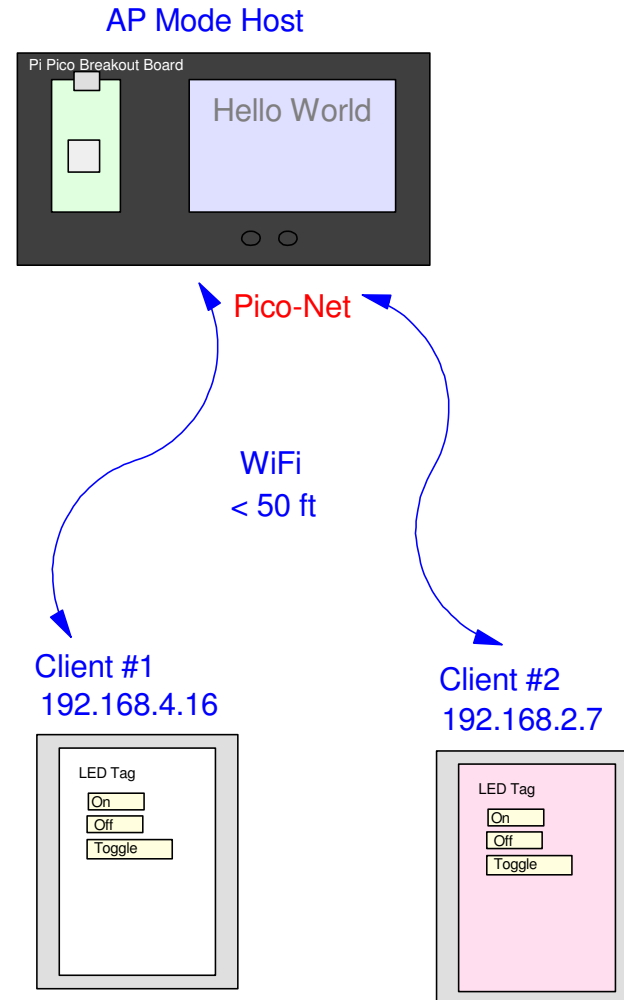 AP Mode Host
Pi Pico Breakout Board
Hello World
Pico-Net
WiFi
< 50 ft
Client #1
192.168.4.16
LED Tag
On
Off
Toggle
Client #2
192.168.2.7
LED Tag
On
Off
Toggle